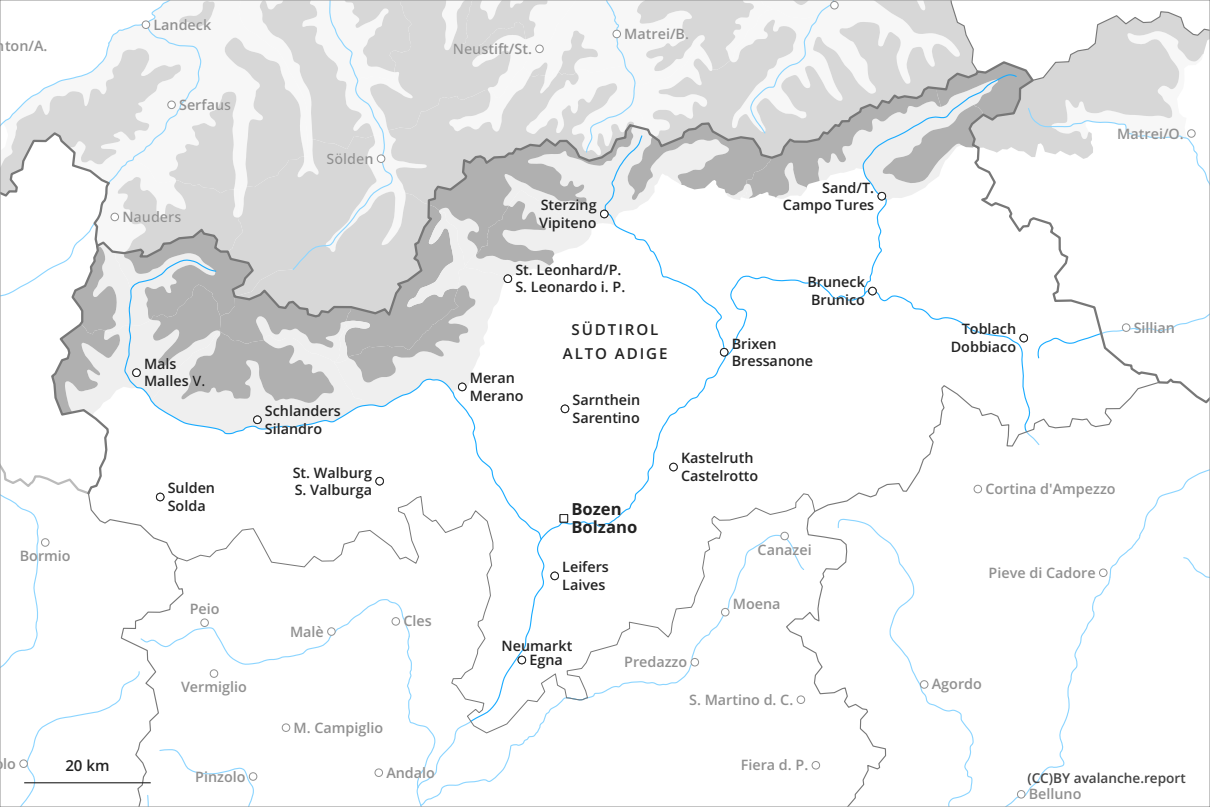 Landeck
nton/A.
Neustift/St.
Matrei/B.
Serfaus
Matrei/O.
Sölden
Nauders
Sand/T.
Campo Tures
Sterzing
Vipiteno
St. Leonhard/P.
S. Leonardo i. P.
Bruneck
Brunico
SÜDTIROL
ALTO ADIGE
Toblach
Dobbiaco
Sillian
Brixen
Bressanone
Mals
Malles V.
Meran
Merano
Sarnthein
Sarentino
Schlanders
Silandro
Kastelruth
Castelrotto
St. Walburg
S. Valburga
Sulden
Solda
Cortina d'Ampezzo
Bozen
Bolzano
Bormio
Canazei
Leifers
Laives
Pieve di Cadore
Peio
Moena
Malè
Cles
Neumarkt
Egna
Predazzo
Vermiglio
Agordo
S. Martino d. C.
M. Campiglio
olo
20 km
Pinzolo
Andalo
Fiera d. P.
(CC)BY avalanche.report
Belluno